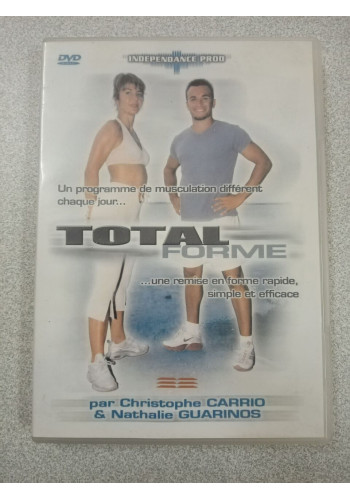 DVD
INDEPENDANCE PROD
Un programme de musculation différent
chaque jour...
TOTAL
FORME
...une remise en forme rapide,
simple et efficace
par Christophe CARRIO
& Nathalie GUARINOS